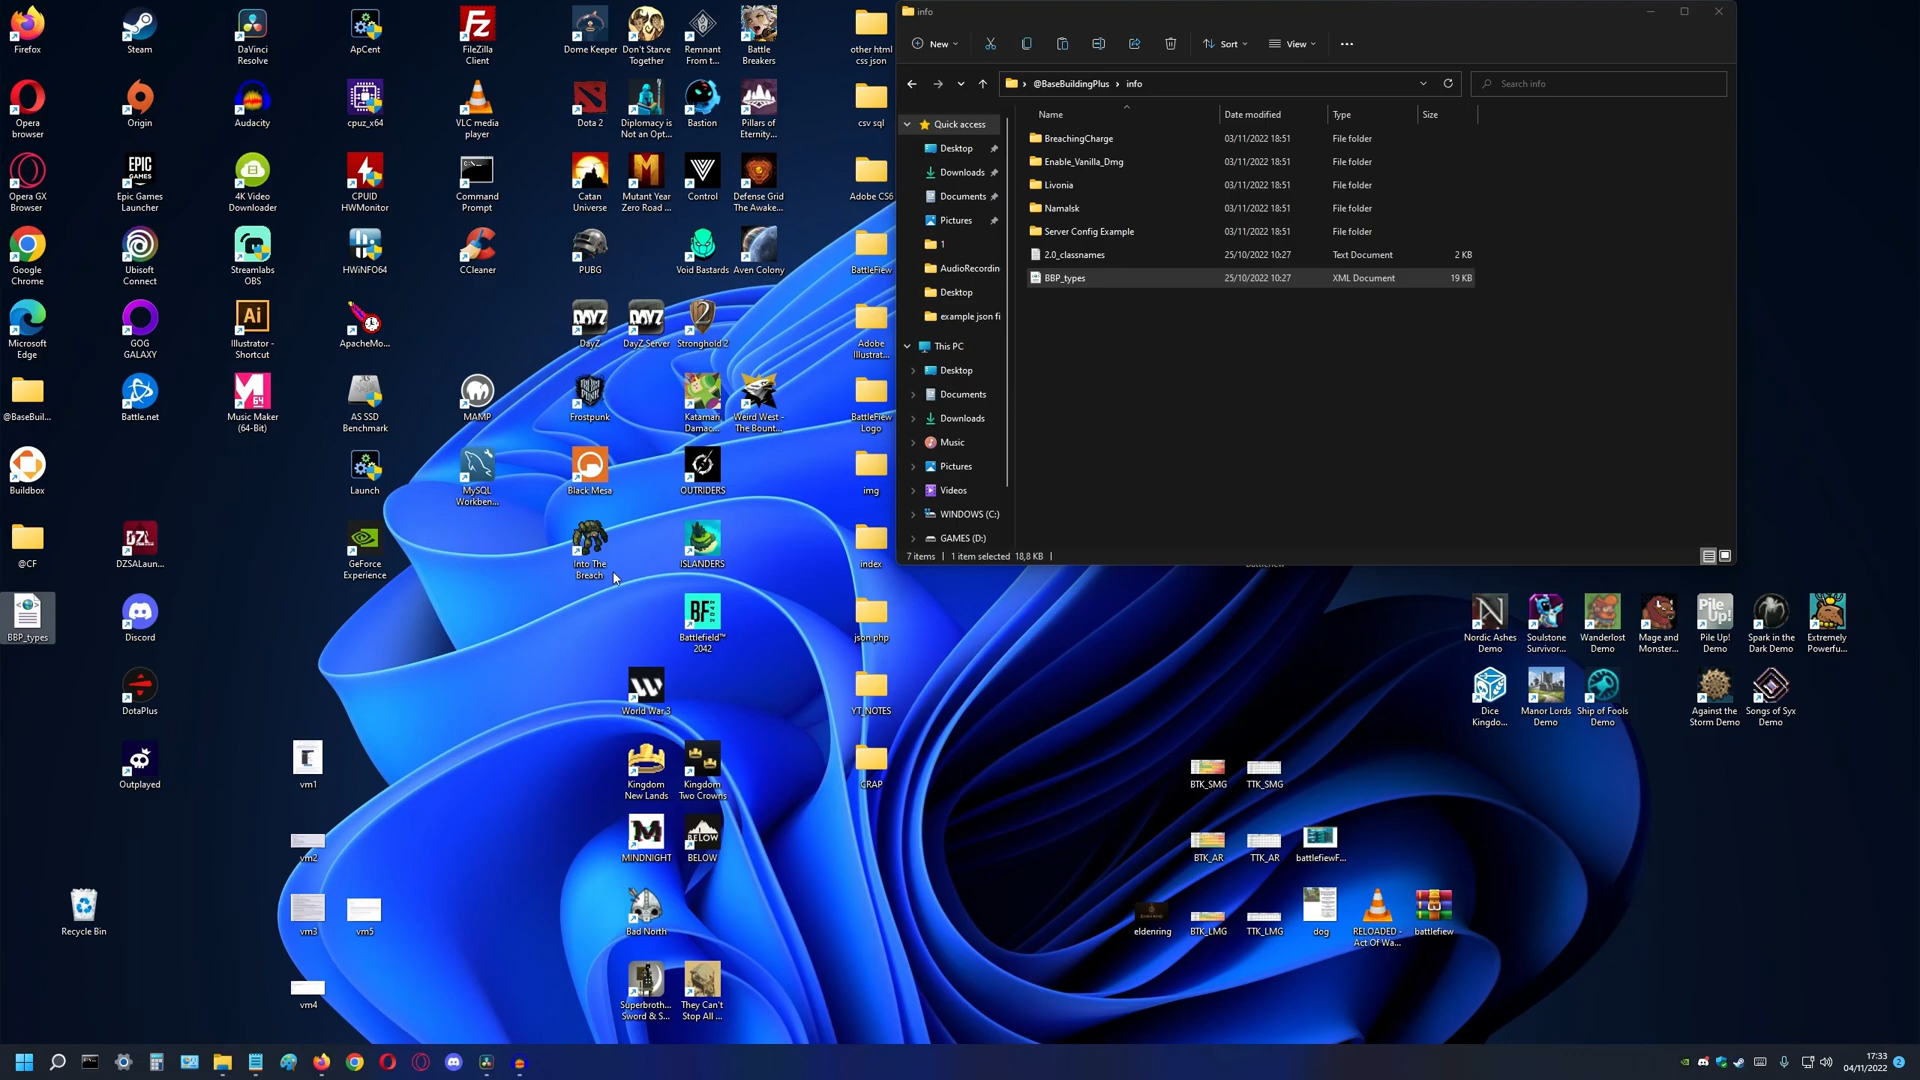 Firefox
Steam
DaVinci
Resolve
ApCent
FileZilla
Client
Dome Keeper
Don't Starve
Together
Remnant
From t...
Battle
Breakers
other html
css json
Opera
browser
Origin
Audacity
cpuz_x64
VLC media
player
Dota 2
Diplomacy is
Not an Opt...
Bastion
Pillars of
Eternity...
csv sql
Opera GX
Browser
Epic Games
Launcher
4K Video
Downloader
CPUID
HWMonitor
Command
Prompt
Catan
Universe
Mutant Year
Zero Road ...
Control
Defense Grid
The Awake...
Adobe CS6
Google
Chrome
Ubisoft
Connect
Streamlabs
OBS
HWiNFO64
CCleaner
PUBG
Void Bastards
Aven Colony
BattleFiew
Microsoft
Edge
GOG
GALAXY
Illustrator -
Shortcut
ApacheMo...
DayZ
DayZ Server
Stronghold 2
Adobe
Illustrat...
@BaseBuil...
Battle.net
Music Maker
(64-Bit)
AS SSD
Benchmark
MAMP
Frostpunk
Katamari
Damac...
Weird West -
The Bount...
BattleFiew
Logo
Buildbox
Launch
MySQL
Workben...
Black Mesa
OUTRIDERS
img
@CF
DZSALaun...
GeForce
Experience
Into The
Breach
ISLANDERS
index
BBP_types
Discord
Battlefield™
2042
json php
DotaPlus
World War 3
YT_NOTES
Outplayed
vm1
Kingdom
New Lands
Kingdom
Two Crowns
CRAP
vm2
MINDNIGHT
BELOW
Recycle Bin
vm3
vm5
Bad North
vm4
Superbroth...
Sword & S...
They Can't
Stop All ...
info
New
Sort
View
@BaseBuildingPlus
info
Search info
Name
Date modified
Type
Size
Quick access
Desktop
Downloads
Documents
Pictures
1
AudioRecordin
Desktop
example json fi
This PC
Desktop
Documents
Downloads
Music
Pictures
Videos
WINDOWS (C:)
GAMES (D:)
BreachingCharge 03/11/2022 18:51 File folder
Enable_Vanilla_Dmg 03/11/2022 18:51 File folder
Livonia 03/11/2022 18:51 File folder
Namalsk 03/11/2022 18:51 File folder
Server Config Example 03/11/2022 18:51 File folder
2.0_classnames 25/10/2022 10:27 Text Document 2 KB
BBP_types 25/10/2022 10:27 XML Document 19 KB
7 items
1 item selected 18,8 KB
Nordic Ashes
Demo
Soulstone
Survivor...
Wanderlost
Demo
Mage and
Monster...
Pile Up!
Demo
Spark in the
Dark Demo
Extremely
Powerfu...
Dice
Kingdo...
Manor Lords
Demo
Ship of Fools
Demo
Against the
Storm Demo
Songs of Syx
Demo
BTK_SMG
TTK_SMG
BTK_AR
TTK_AR
battlefiewF...
eldenring
BTK_LMG
TTK_LMG
dog
RELOADED -
Act Of Wa...
battlefiew
17:33
04/11/2022
2